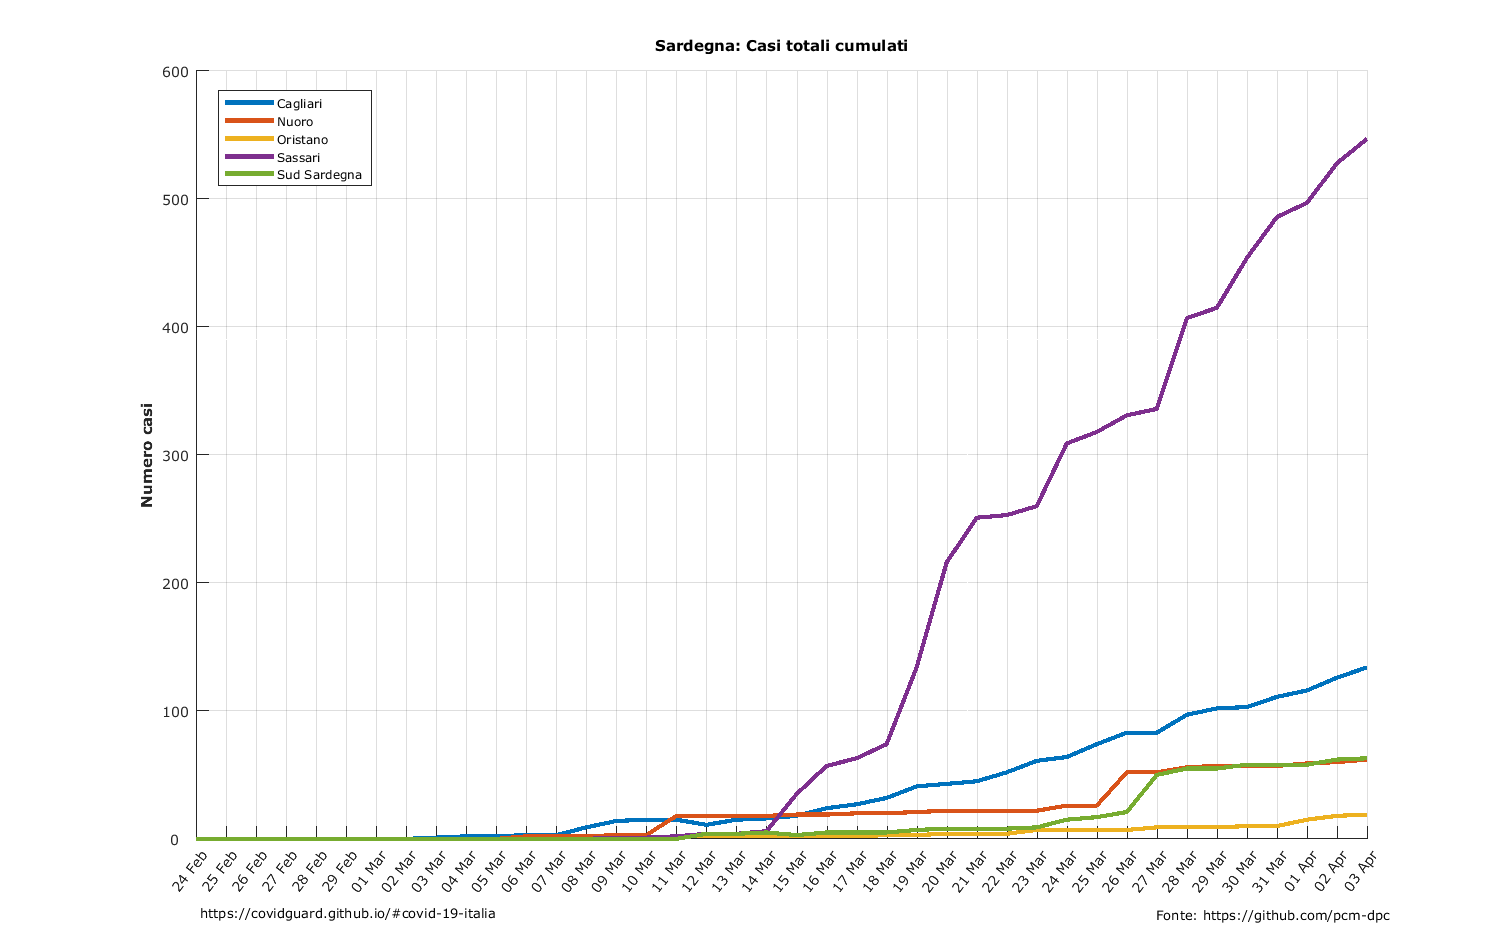 Sardegna: Casi totali cumulati
600
500
400
300
200
100
0
Numero casi
Cagliari
Nuoro
Oristano
Sassari
Sud Sardegna
24 Feb
25 Feb
26 Feb
27 Feb
28 Feb
29 Feb
01 Mar
02 Mar
03 Mar
04 Mar
05 Mar
06 Mar
07 Mar
08 Mar
09 Mar
10 Mar
11 Mar
12 Mar
13 Mar
14 Mar
15 Mar
16 Mar
17 Mar
18 Mar
19 Mar
20 Mar
21 Mar
22 Mar
23 Mar
24 Mar
25 Mar
26 Mar
27 Mar
28 Mar
29 Mar
30 Mar
31 Mar
01 Apr
02 Apr
03 Apr
https://covidguard.github.io/#covid-19-italia
Fonte: https://github.com/pcm-dpc